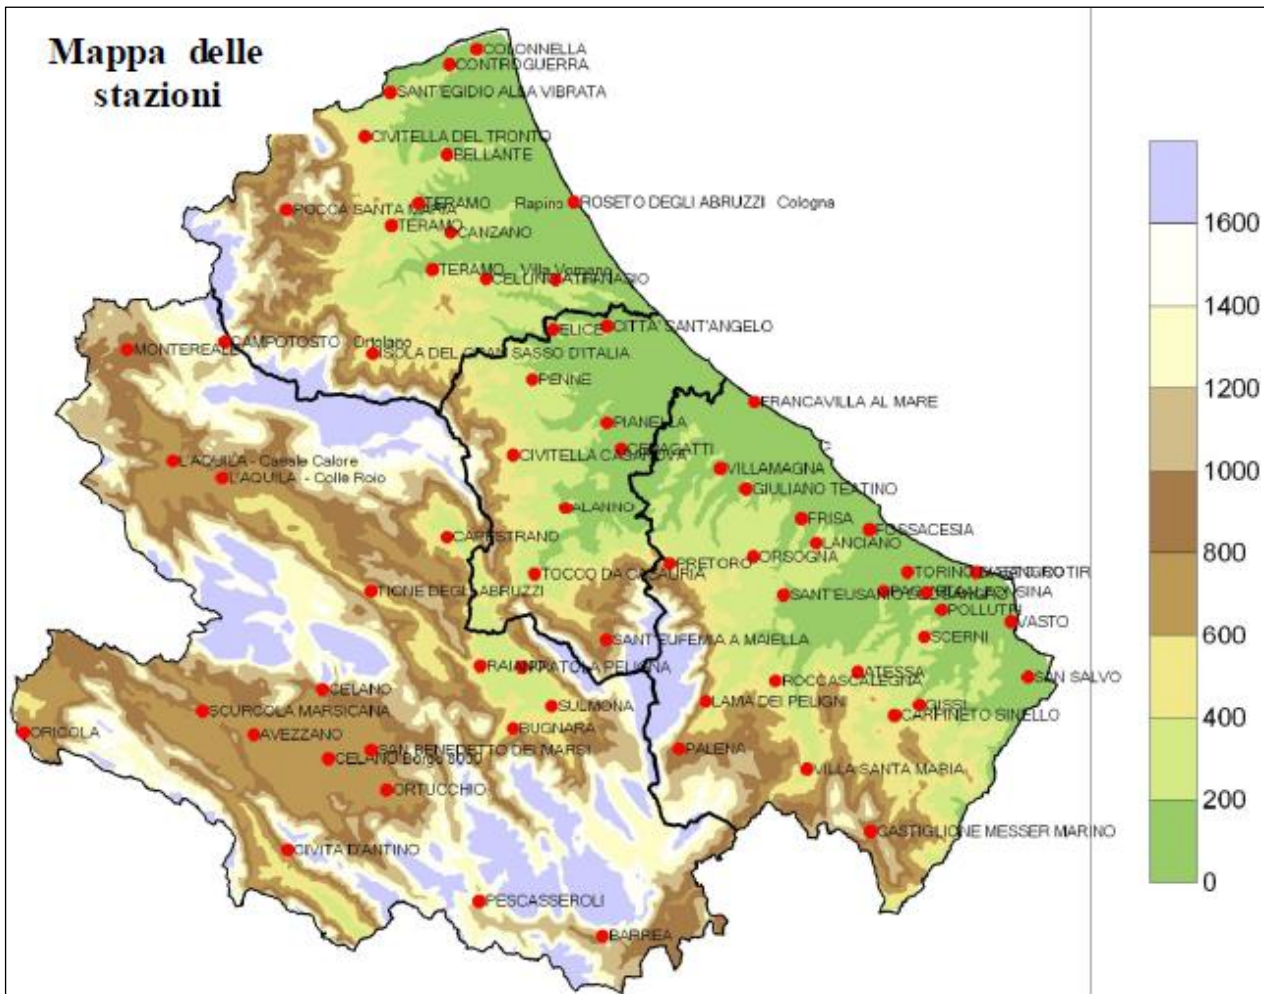 Mappa delle
stazioni
COLONNELLA
CONTROGUERRA
SANT'EGIDIO ALLA VIBRATA
CIVITELLA DEL TRONTO
BELLANTE
TERAMO Rapino
ROSETO DEGLI ABRUZZI Cologna
ROCCA SANTA MARIA
TERAMO
CANZANO
TERAMO Villa Vomano
CELLINO ATTANASIO
ELICE
CITTA' SANT'ANGELO
CAMPOTOSTO Ortolano
MONTEREALE
ISOLA DEL GRAN SASSO D'ITALIA
PENNE
FRANCAVILLA AL MARE
PIANELLA
CEPAGATTI
CIVITELLA CASANOVA
L'AQUILA - Casale Calore
L'AQUILA - Colle Roio
VILLAMAGNA
GIULIANO TEATINO
ALANNO
FRISA
FOSSACESIA
CAPESTRANO
LANCIANO
ORSOGNA
PRETORO
TOCCO DA CASAURIA
TORINO DI SANGRO
TIONE DEGLI ABRUZZI
SANT'EUSANIO DEL SANGRO
POLLUTRI
VASTO
SCERNI
SANT'EUFEMIA A MAIELLA
RAIANO
PRATOLA PELIGNA
ATESSA
ROCCASCALEGNA
SAN SALVO
CELANO
SCURCOLA MARSICANA
SULMONA
LAMA DEI PELIGNI
GISSI
CARPINETO SINELLO
BUGNARA
ORICOLA
AVEZZANO
SAN BENEDETTO DEI MARSI
CELANO Borgo 8000
PALENA
VILLA SANTA MARIA
ORTUCCHIO
CASTIGLIONE MESSER MARINO
CIVITA D'ANTINO
PESCASSEROLI
BARREA
1600
1400
1200
1000
800
600
400
200
0